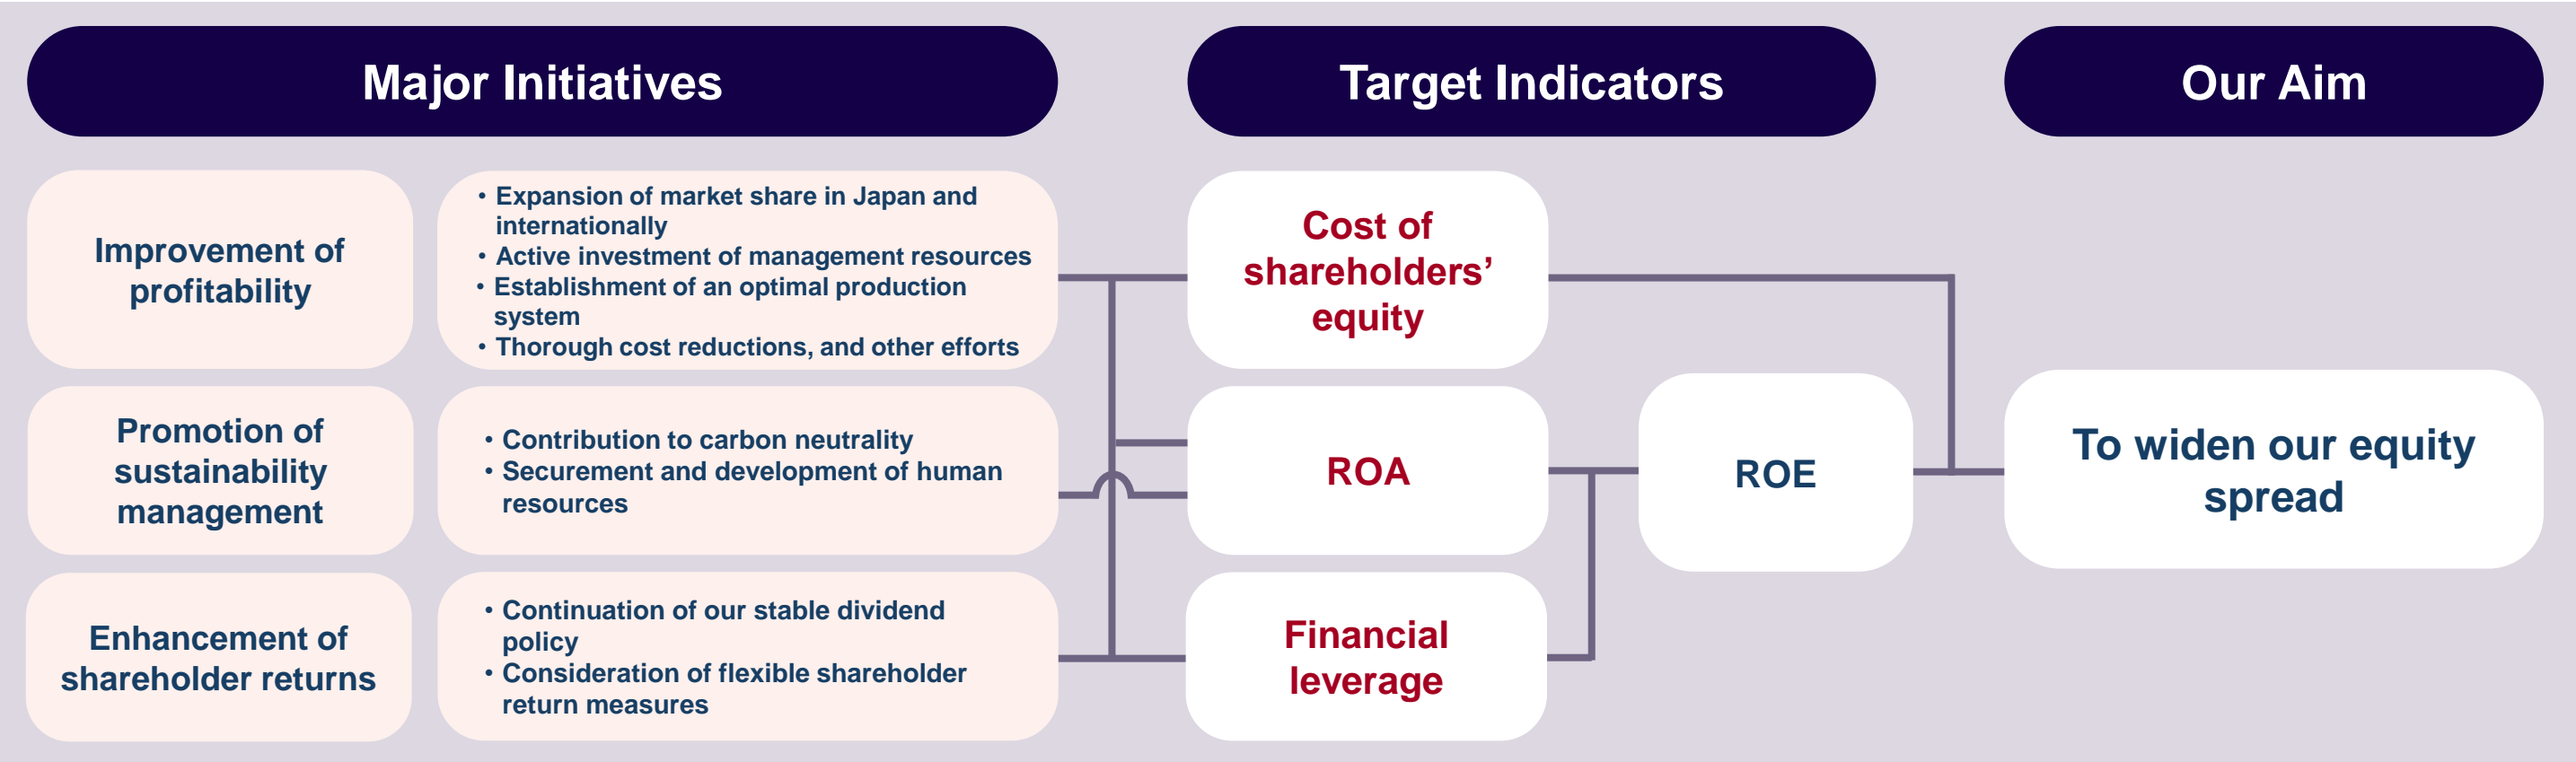 Major Initiatives
Target Indicators
Our Aim
Improvement of
profitability
• Expansion of market share in Japan and
internationally
• Active investment of management resources
• Establishment of an optimal production
system
• Thorough cost reductions, and other efforts
Cost of
shareholders’
equity
Promotion of
sustainability
management
• Contribution to carbon neutrality
• Securement and development of human
resources
ROA
ROE
To widen our equity
spread
Enhancement of
shareholder returns
• Continuation of our stable dividend
policy
• Consideration of flexible shareholder
return measures
Financial
leverage